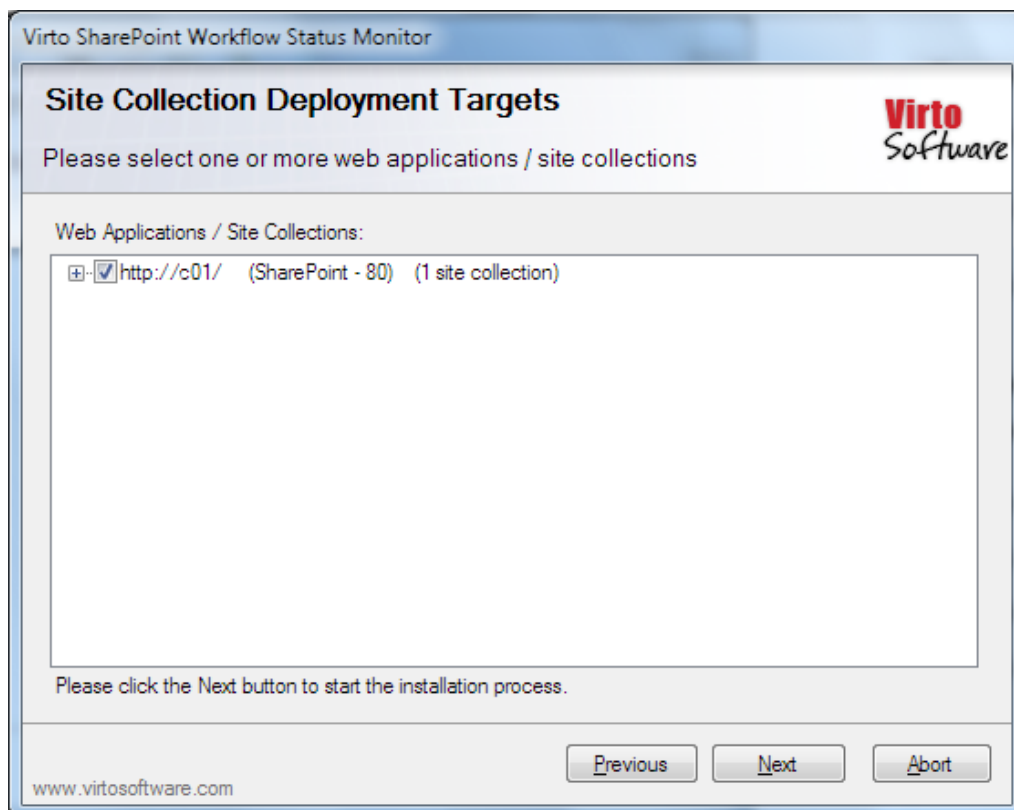 Virto SharePoint Workflow Status Monitor
Site Collection Deployment Targets
Virto
Software
Please select one or more web applications / site collections
Web Applications / Site Collections:
http://c01/ (SharePoint - 80) (1 site collection)
Please click the Next button to start the installation process.
Previous Next Abort
www.virtosoftware.com